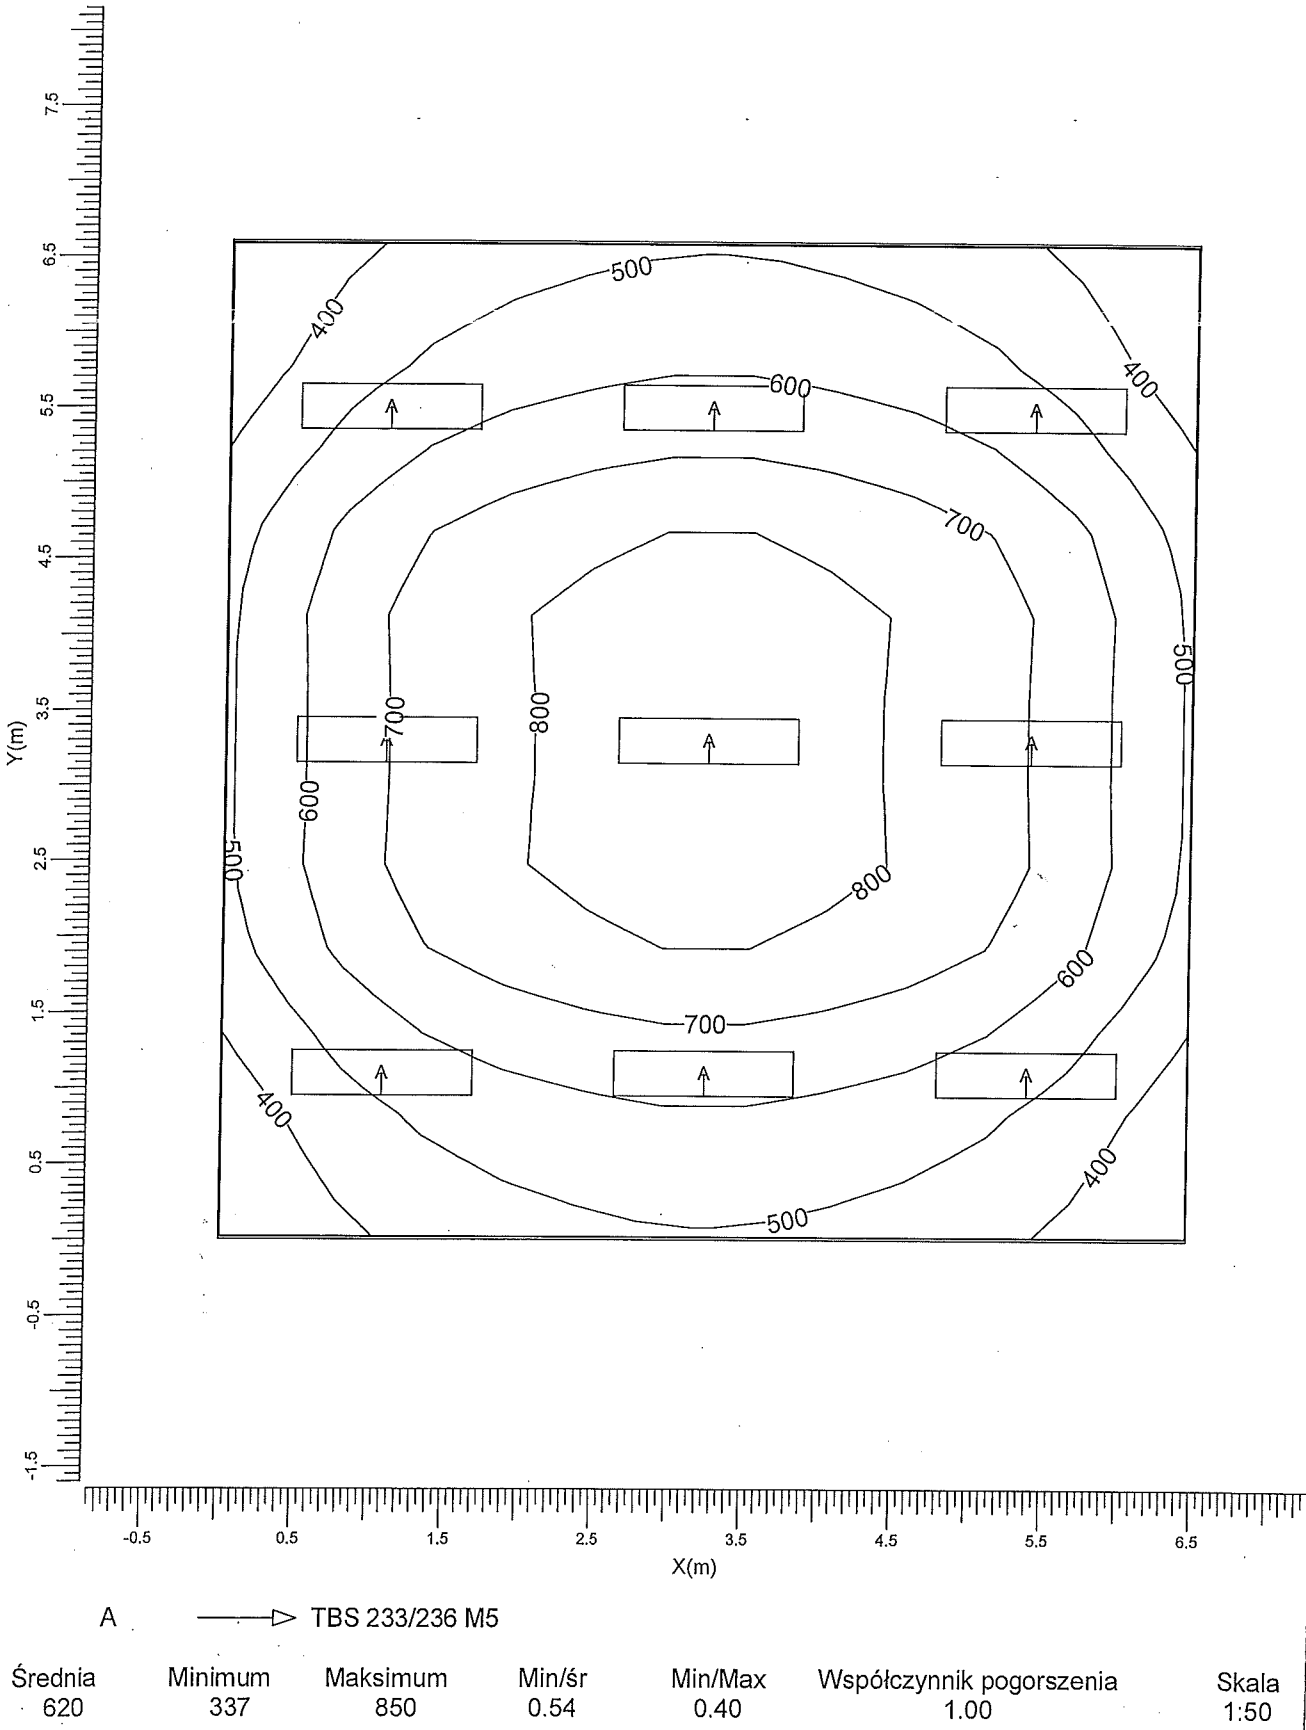 7.5
6.5
5.5
4.5
3.5
2.5
1.5
0.5
-0.5
-1.5
Y(m)
500
400
400
600
700
500
700
800
600
500
800
600
700
400
400
500
A
A
A
A
A
A
A
A
A
-0.5 0.5 1.5 2.5 3.5 4.5 5.5 6.5
X(m)
A TBS 233/236 M5
Średnia Minimum Maksimum Min/śr Min/Max Współczynnik pogorszenia Skala
620 337 850 0.54 0.40 1.00 1:50